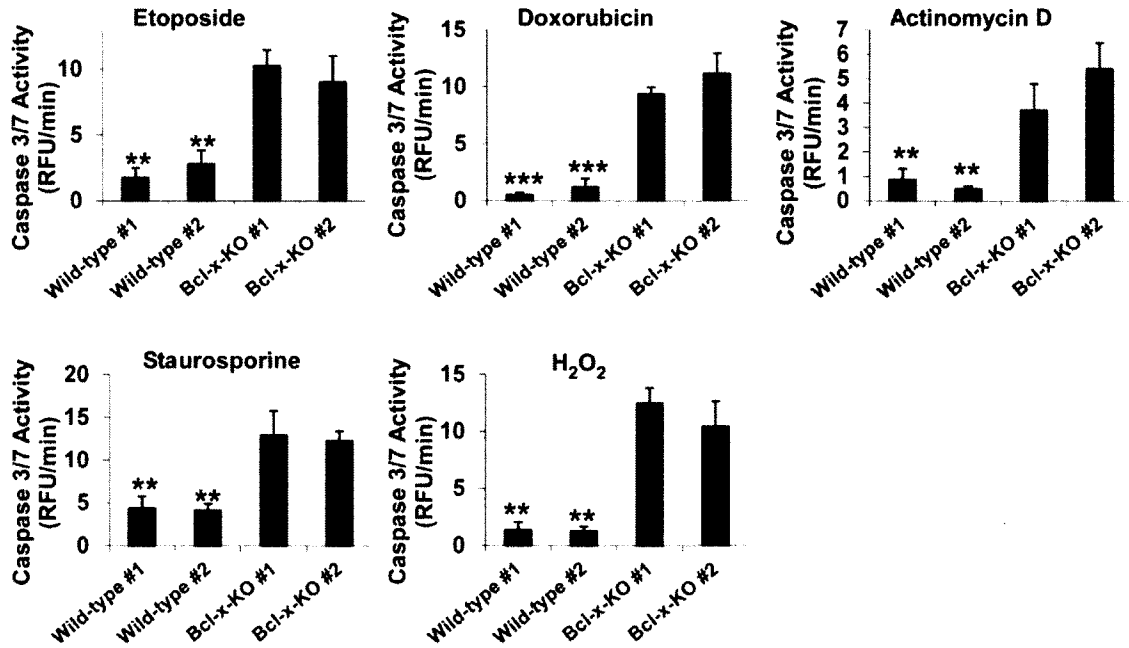 Etoposide
Caspase 3/7 Activity
(RFU/min)
10
5
0
**
**
Wild-type #1
Wild-type #2
Bcl-x-KO #1
Bcl-x-KO #2
Doxorubicin
Caspase 3/7 Activity
(RFU/min)
15
10
5
0
***
***
Wild-type #1
Wild-type #2
Bcl-x-KO #1
Bcl-x-KO #2
Actinomycin D
Caspase 3/7 Activity
(RFU/min)
7
6
5
4
3
2
1
0
**
**
Wild-type #1
Wild-type #2
Bcl-x-KO #1
Bcl-x-KO #2
Staurosporine
Caspase 3/7 Activity
(RFU/min)
20
15
10
5
0
**
**
Wild-type #1
Wild-type #2
Bcl-x-KO #1
Bcl-x-KO #2
H₂O₂
Caspase 3/7 Activity
(RFU/min)
15
10
5
0
**
**
Wild-type #1
Wild-type #2
Bcl-x-KO #1
Bcl-x-KO #2